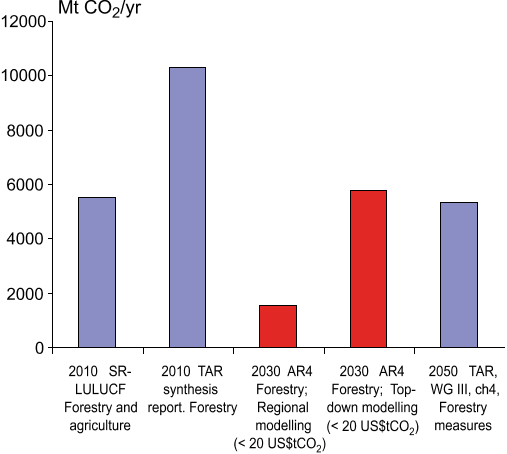 Mt CO₂/yr
12000
10000
8000
6000
4000
2000
0
2010 SR-
LULUCF
Forestry and
agriculture
2010 TAR
synthesis
report. Forestry
2030 AR4
Forestry;
Regional
modelling
(< 20 US$tCO₂)
2030 AR4
Forestry; Top-
down modelling
(< 20 US$tCO₂)
2050 TAR,
WG III, ch4,
Forestry
measures